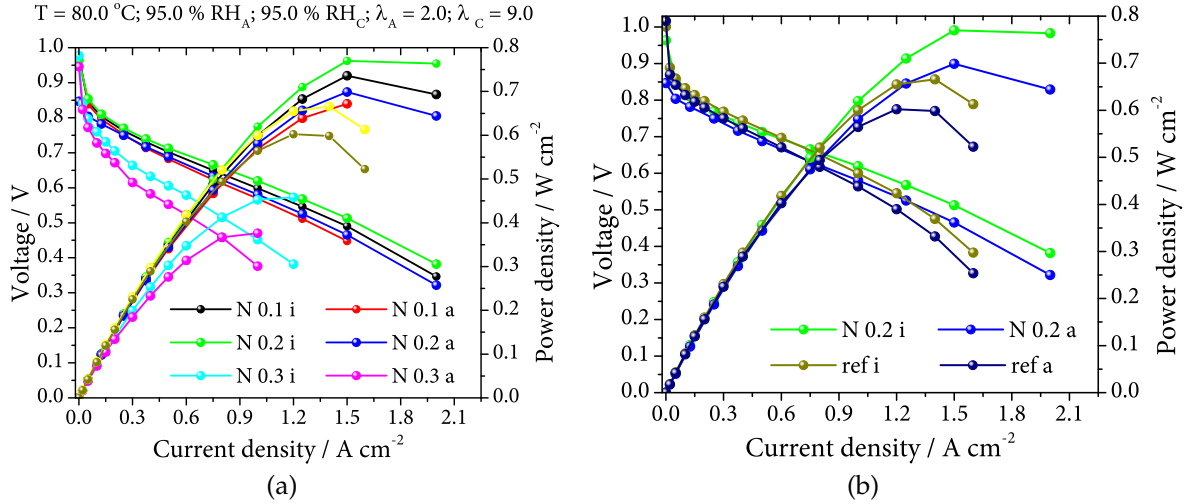 T = 80.0 °C; 95.0 % RH_A; 95.0 % RH_C; λ_A = 2.0; λ_C = 9.0
1.0
0.9
0.8
0.7
0.6
0.5
0.4
0.3
0.2
0.1
0.0
Voltage / V
0.8
0.7
0.6
0.5
0.4
0.3
0.2
0.1
0.0
Power density / W cm⁻²
N 0.1 i N 0.1 a
N 0.2 i N 0.2 a
N 0.3 i N 0.3 a
0.0 0.3 0.6 0.9 1.2 1.5 1.8 2.1
Current density / A cm⁻²
(a)
1.0
0.9
0.8
0.7
0.6
0.5
0.4
0.3
0.2
0.1
0.0
Voltage / V
0.8
0.7
0.6
0.5
0.4
0.3
0.2
0.1
0.0
Power density / W cm⁻²
N 0.2 i N 0.2 a
ref i ref a
0.0 0.3 0.6 0.9 1.2 1.5 1.8 2.1
Current density / A cm⁻²
(b)